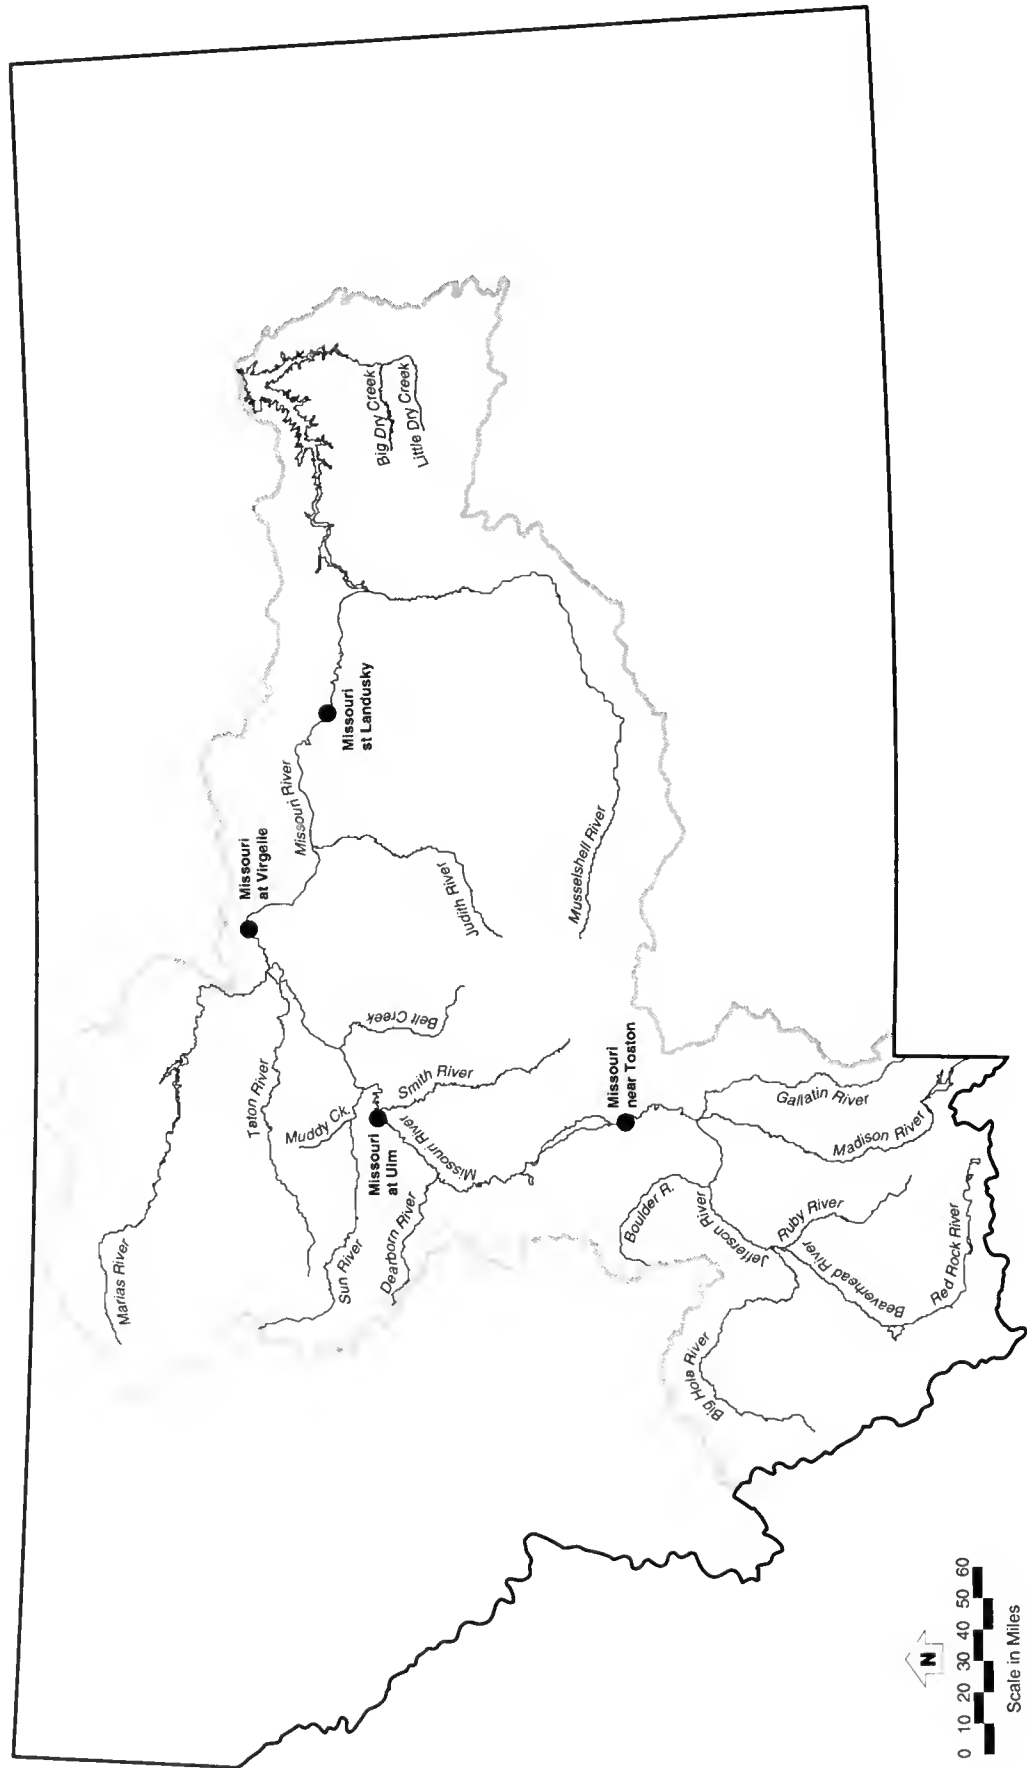 Marias River
Teton River
Muddy Ck.
Sun River
Dearborn River
Missouri
at Ulm
Missouri River
Smith River
Belt Creek
Missouri
at Virgelle
Missouri River
Judith River
Missouri
st Landusky
Musselshell River
Big Dry Creek
Little Dry Creek
Missouri
near Toston
Boulder R.
Jefferson River
Gallatin River
Madison River
Ruby River
Beaverhead River
Red Rock River
Big Hole River
N
0 10 20 30 40 50 60
Scale in Miles